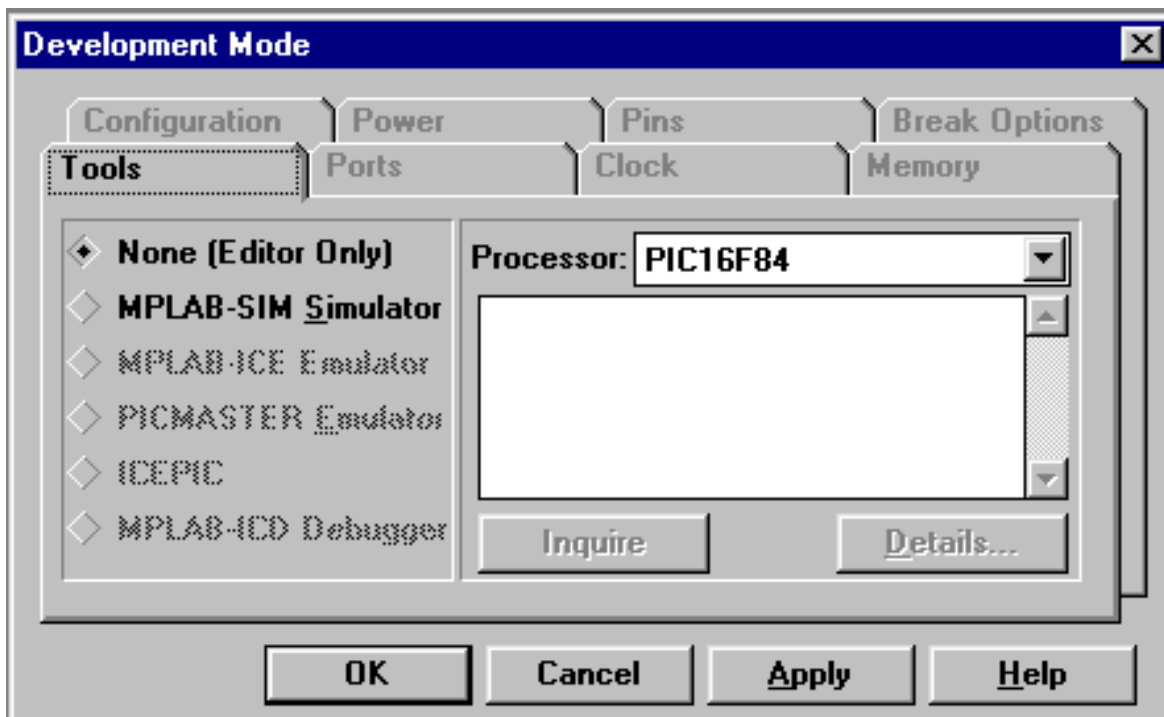 Development Mode
Configuration Power Pins Break Options
Tools Ports Clock Memory
None (Editor Only)
MPLAB-SIM Simulator
MPLAB-ICE Emulator
PICMASTER Emulator
ICEPIC
MPLAB-ICD Debugger
Processor: PIC16F84
Inquire Details...
OK Cancel Apply Help